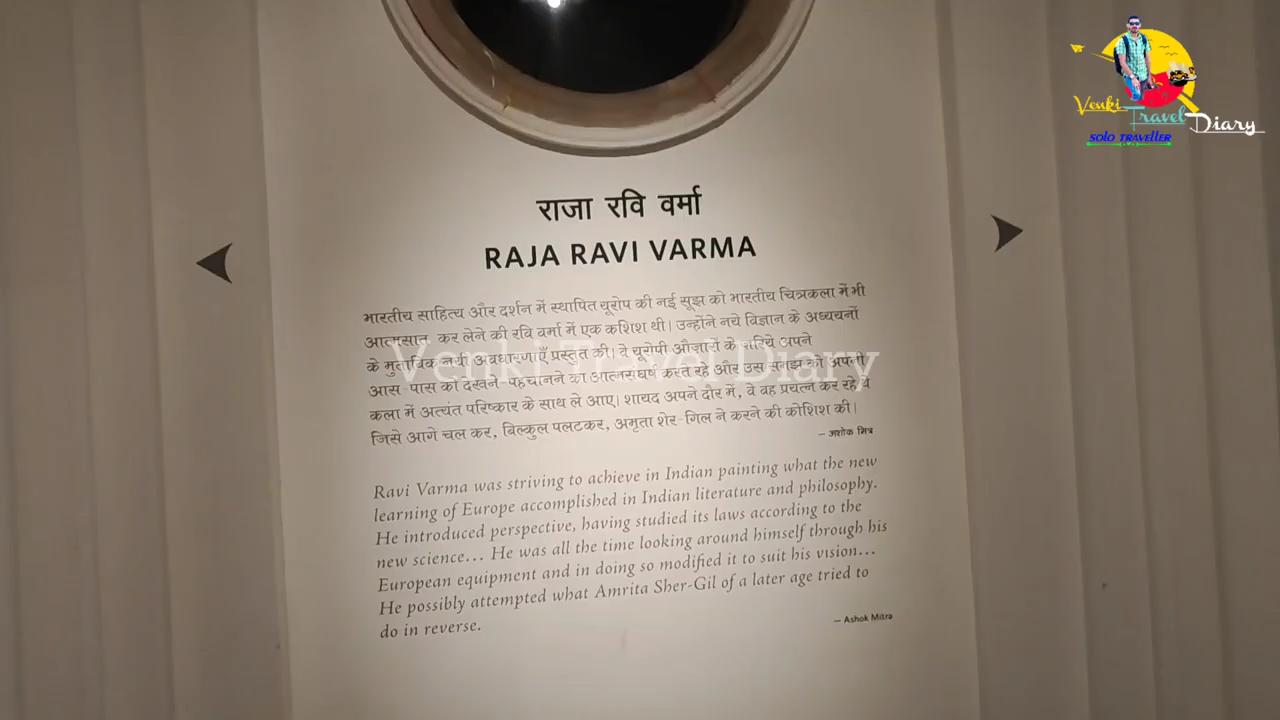 Venki Travel Diary
SOLO TRAVELLER
राजा रवि वर्मा
RAJA RAVI VARMA
भारतीय साहित्य और दर्शन में स्थापित यूरोप की नई सूझ को भारतीय चित्रकला में भी
आत्मसात् कर लेने की रवि वर्मा में एक कशिश थी। उन्होंने नये विज्ञान के अध्ययनों
के मुताबिक नयी अवधारणाएँ प्रस्तुत की। वे यूरोपी औज़ारों के ज़रिये अपने
आस-पास को देखने-पहचानने का आत्मसंघर्ष करते रहे और उस समझ को अपनी
कला में अत्यंत परिष्कार के साथ ले आए। शायद अपने दौर में, वे वह प्रयत्न कर रहे थे
जिसे आगे चल कर, बिल्कुल पलटकर, अमृता शेर-गिल ने करने की कोशिश की।
– अशोक मित्र
Venki Travel Diary
Ravi Varma was striving to achieve in Indian painting what the new
learning of Europe accomplished in Indian literature and philosophy.
He introduced perspective, having studied its laws according to the
new science... He was all the time looking around himself through his
European equipment and in doing so modified it to suit his vision...
He possibly attempted what Amrita Sher-Gil of a later age tried to
do in reverse.
– Ashok Mitra
Venki Travel Diary